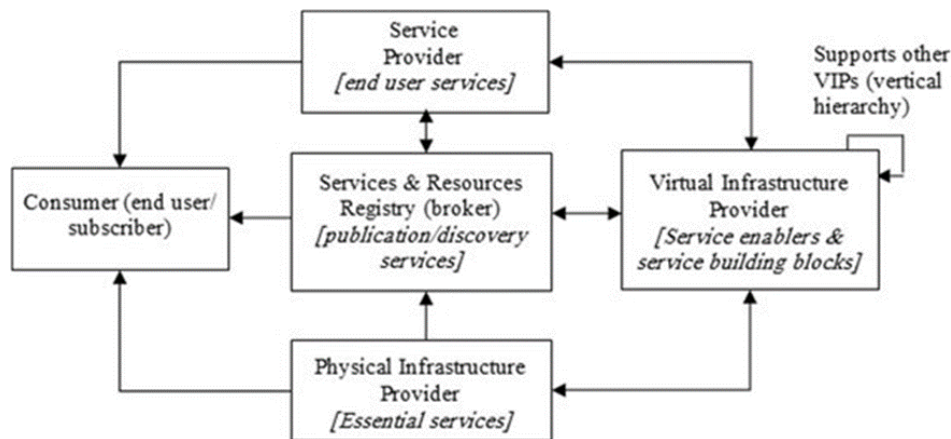 Service
Provider
[end user services]
Supports other
VIPs (vertical
hierarchy)
Consumer (end user/
subscriber)
Services & Resources
Registry (broker)
[publication/discovery
services]
Virtual Infrastructure
Provider
[Service enablers &
service building blocks]
Physical Infrastructure
Provider
[Essential services]